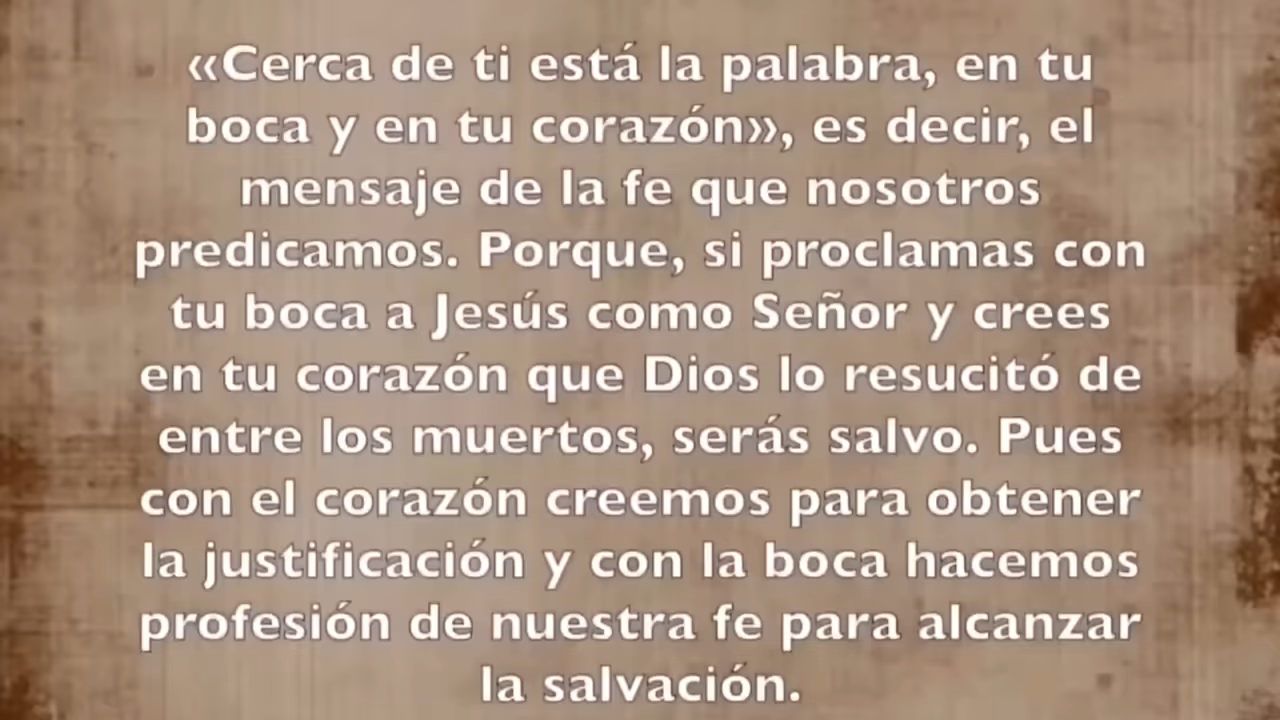 «Cerca de ti está la palabra, en tu
boca y en tu corazón», es decir, el
mensaje de la fe que nosotros
predicamos. Porque, si proclamas con
tu boca a Jesús como Señor y crees
en tu corazón que Dios lo resucitó de
entre los muertos, serás salvo. Pues
con el corazón creemos para obtener
la justificación y con la boca hacemos
profesión de nuestra fe para alcanzar
la salvación.